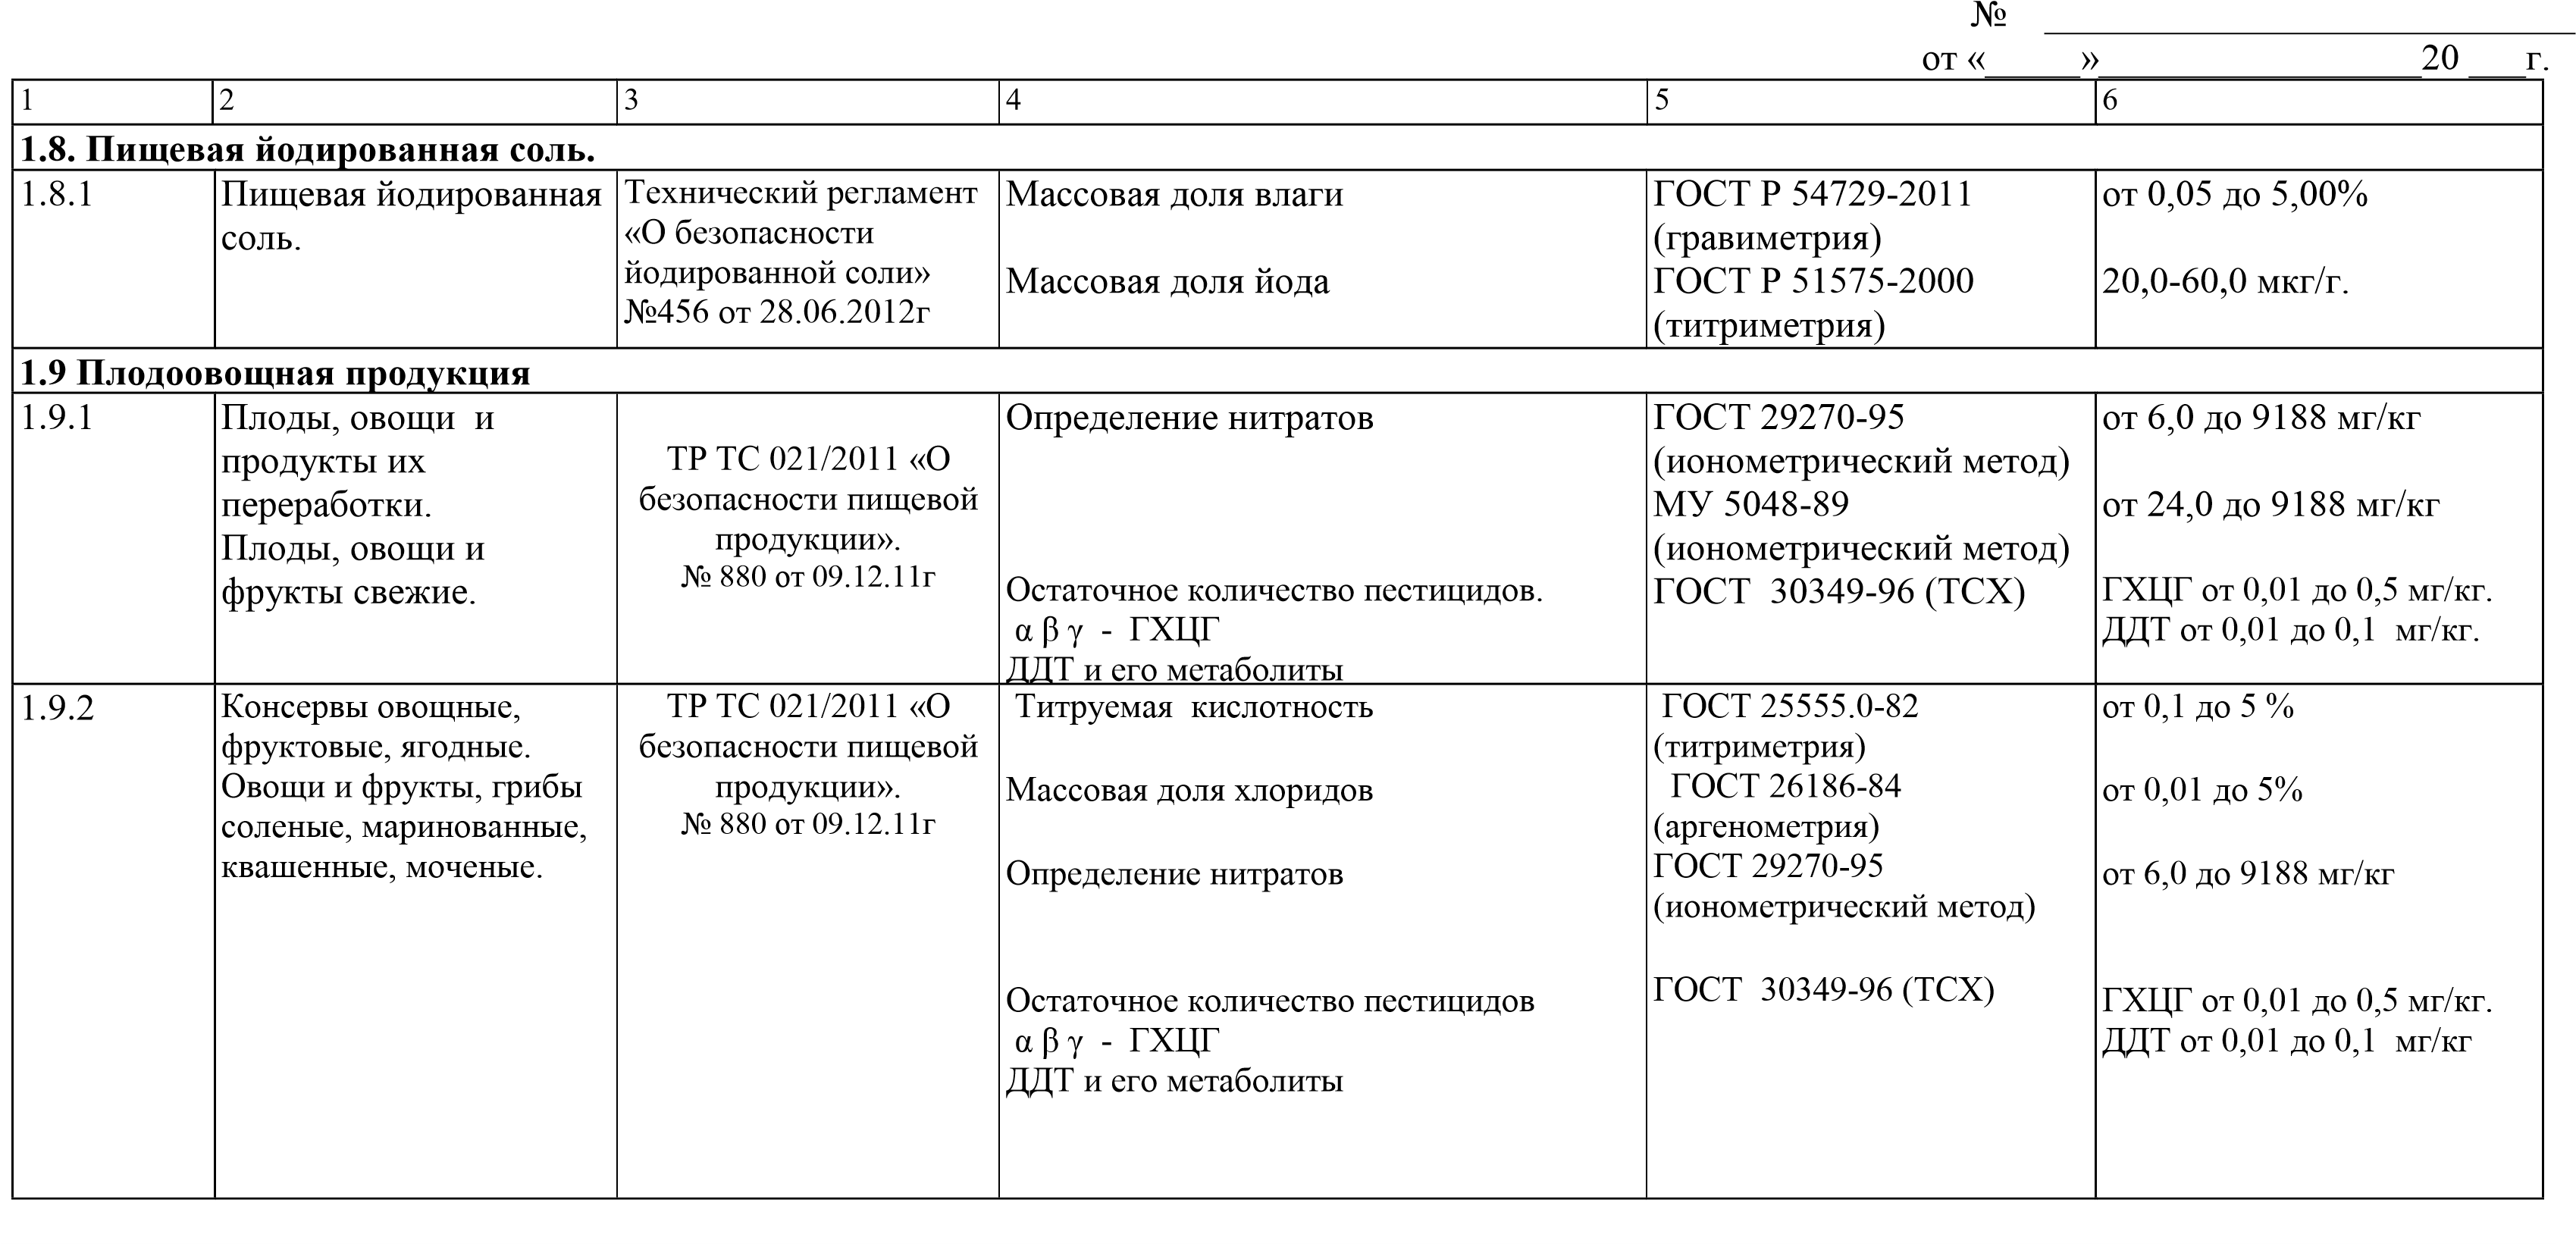 № ____________________________
от «_____»_________________20 ___г.
1 2 3 4 5 6
1.8. Пищевая йодированная соль.
1.8.1
Пищевая йодированная
соль.
Технический регламент
«О безопасности
йодированной соли»
№456 от 28.06.2012г
Массовая доля влаги
Массовая доля йода
ГОСТ Р 54729-2011
(гравиметрия)
ГОСТ Р 51575-2000
(титриметрия)
от 0,05 до 5,00%
20,0-60,0 мкг/г.
1.9 Плодоовощная продукция
1.9.1
Плоды, овощи и
продукты их
переработки.
Плоды, овощи и
фрукты свежие.
ТР ТС 021/2011 «О
безопасности пищевой
продукции».
№ 880 от 09.12.11г
Определение нитратов
Остаточное количество пестицидов.
α β γ - ГХЦГ
ДДТ и его метаболиты
ГОСТ 29270-95
(ионометрический метод)
МУ 5048-89
(ионометрический метод)
ГОСТ 30349-96 (ТСХ)
от 6,0 до 9188 мг/кг
от 24,0 до 9188 мг/кг
ГХЦГ от 0,01 до 0,5 мг/кг.
ДДТ от 0,01 до 0,1 мг/кг.
1.9.2
Консервы овощные,
фруктовые, ягодные.
Овощи и фрукты, грибы
соленые, маринованные,
квашенные, моченые.
ТР ТС 021/2011 «О
безопасности пищевой
продукции».
№ 880 от 09.12.11г
Титруемая кислотность
Массовая доля хлоридов
Определение нитратов
Остаточное количество пестицидов
α β γ - ГХЦГ
ДДТ и его метаболиты
ГОСТ 25555.0-82
(титриметрия)
ГОСТ 26186-84
(аргенометрия)
ГОСТ 29270-95
(ионометрический метод)
ГОСТ 30349-96 (ТСХ)
от 0,1 до 5 %
от 0,01 до 5%
от 6,0 до 9188 мг/кг
ГХЦГ от 0,01 до 0,5 мг/кг.
ДДТ от 0,01 до 0,1 мг/кг